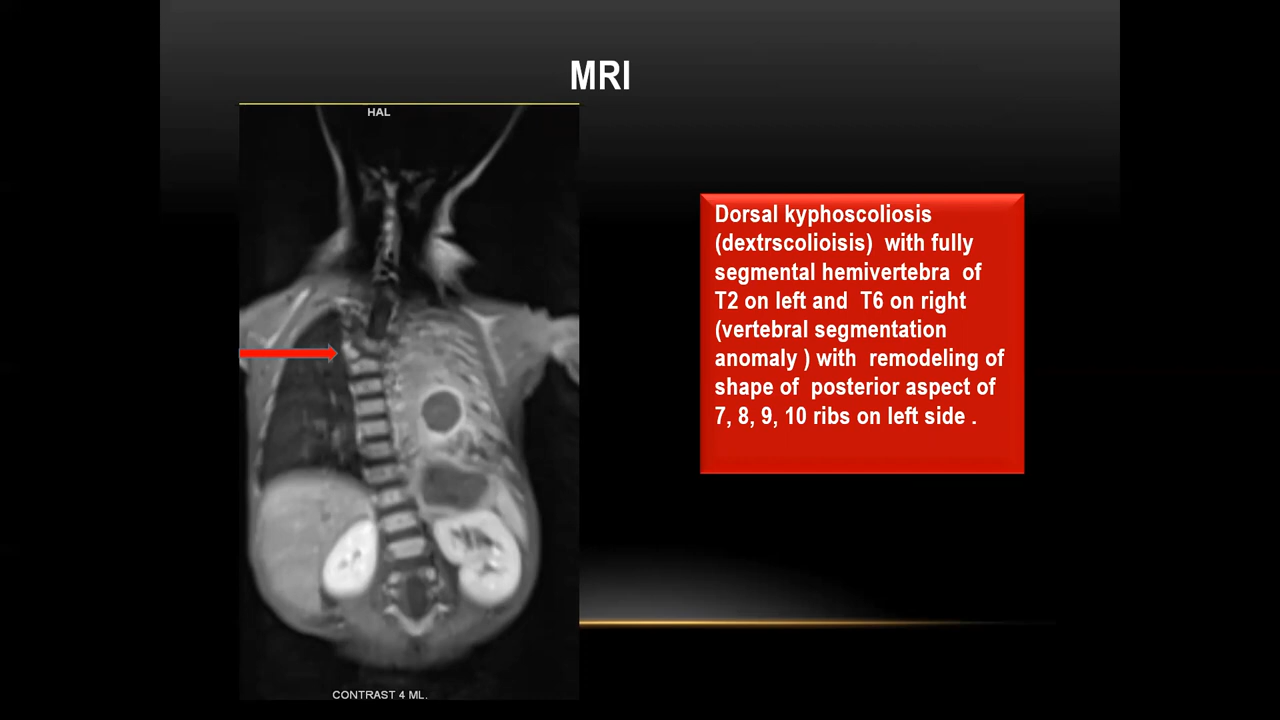 MRI
HAL
Dorsal kyphoscoliosis
(dextrscolioisis) with fully
segmental hemivertebra of
T2 on left and T6 on right
(vertebral segmentation
anomaly ) with remodeling of
shape of posterior aspect of
7, 8, 9, 10 ribs on left side .
CONTRAST 4 ML.